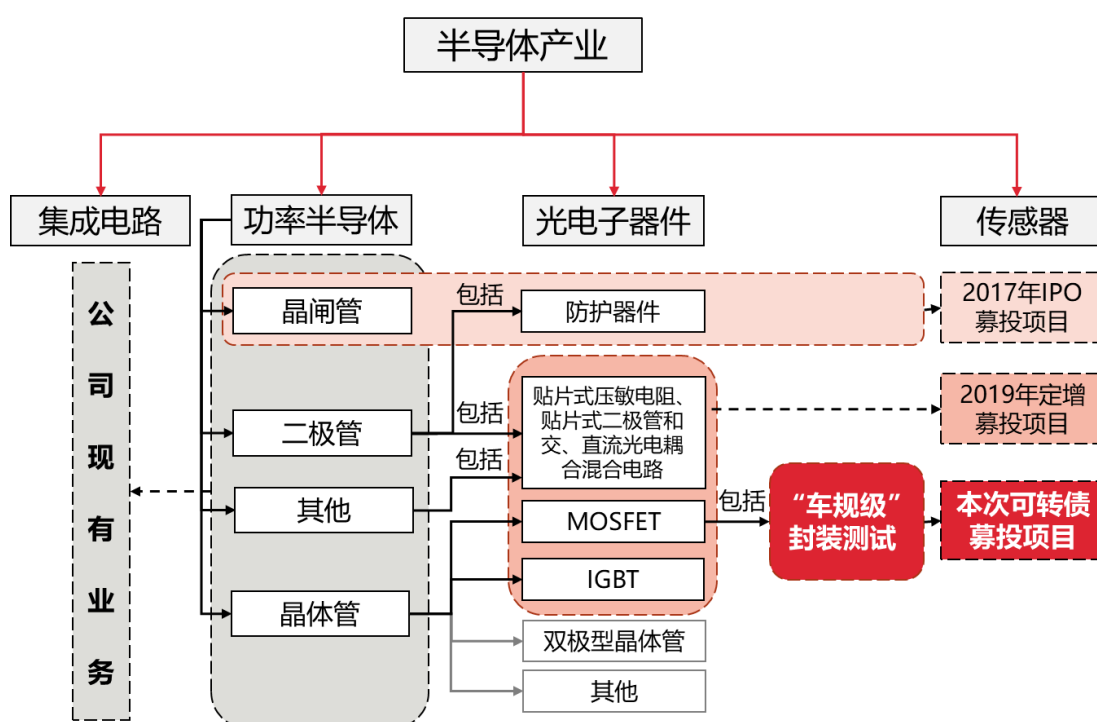 半导体产业
集成电路
功率半导体
光电子器件
传感器
公
司
现
有
业
务
晶闸管
包括
防护器件
2017年IPO
募投项目
二极管
包括
贴片式压敏电阻、
贴片式二极管和
交、直流光电耦
合混合电路
2019年定增
募投项目
其他
包括
MOSFET
包括
“车规级”
封装测试
本次可转债
募投项目
IGBT
晶体管
双极型晶体管
其他